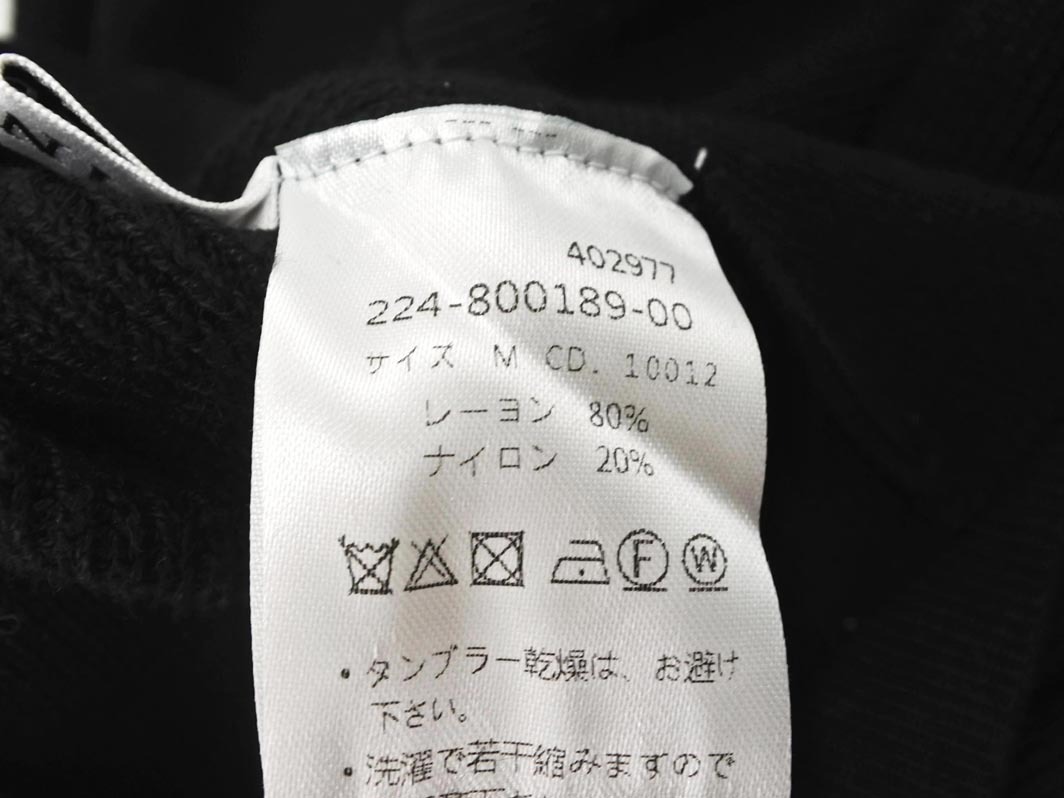 402977
224-800189-00
サイズ M CD. 10012
レーヨン 80%
ナイロン 20%
F W
・タンブラー乾燥は、お避け
下さい。
・洗濯で若干縮みますので